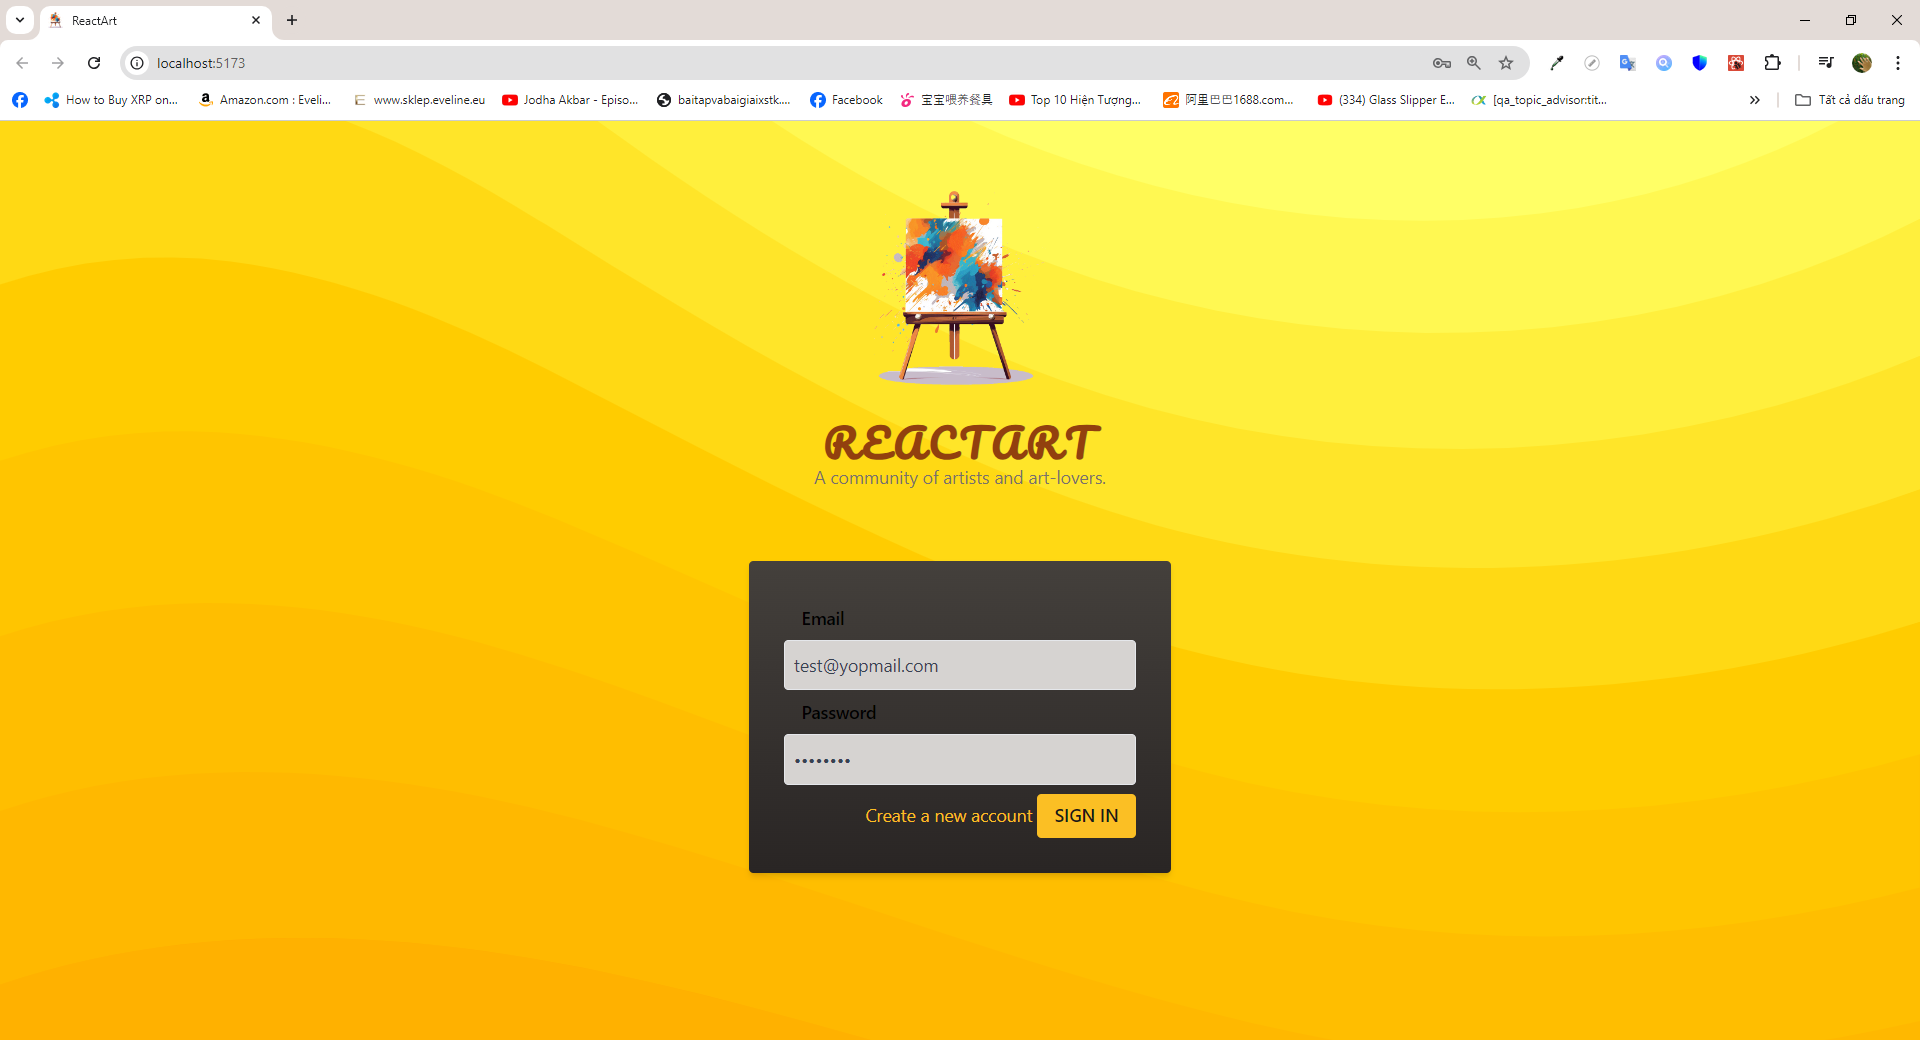 ReactArt
localhost:5173
How to Buy XRP on...
Amazon.com : Eveli...
www.sklep.eveline.eu
Jodha Akbar - Episo...
baitapvabaigiaixstk....
Facebook
宝宝喂养餐具
Top 10 Hiện Tượng...
阿里巴巴1688.com...
(334) Glass Slipper E...
[qa_topic_advisor:tit...
Tất cả dấu trang
REACTART
A community of artists and art-lovers.
Email
test@yopmail.com
Password
••••••••
Create a new account
SIGN IN